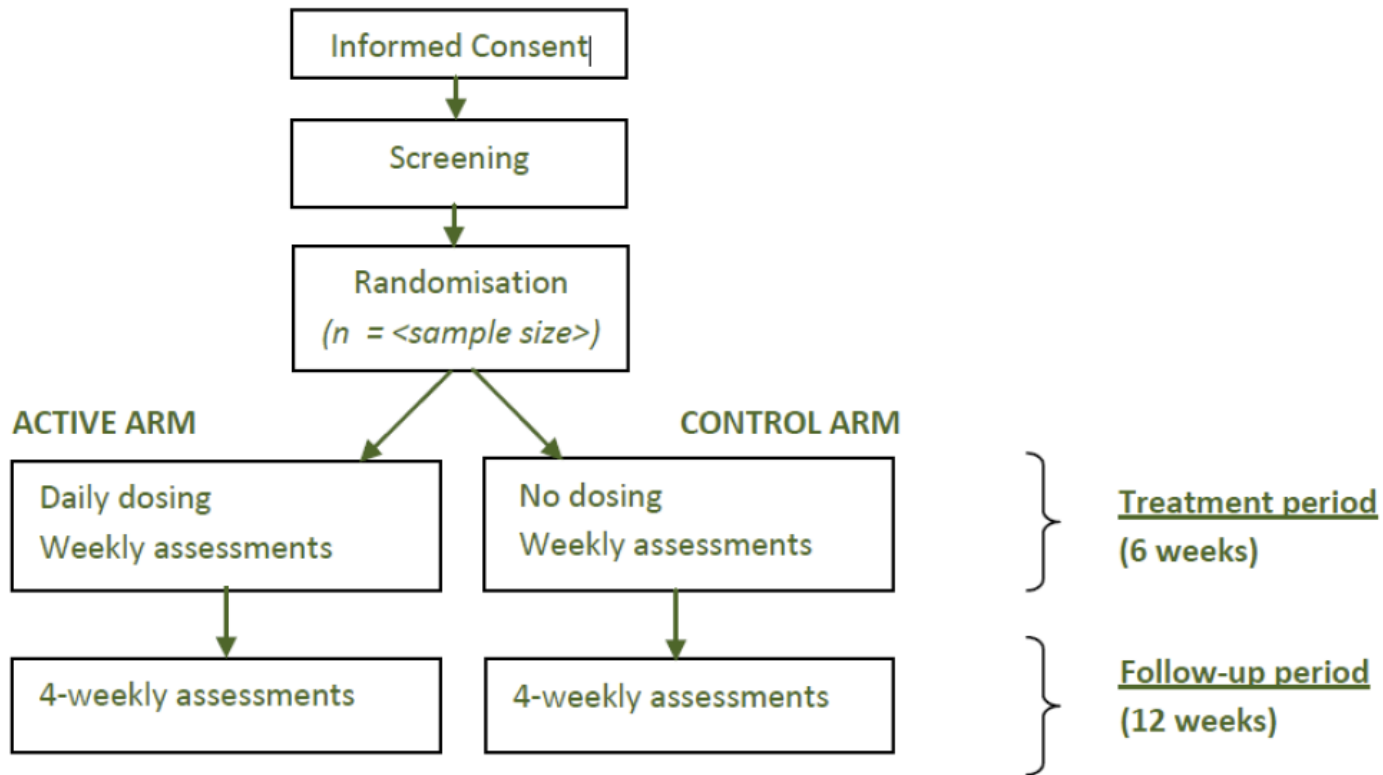 Informed Consent
Screening
Randomisation
(n = <sample size>)
ACTIVE ARM
CONTROL ARM
Daily dosing
Weekly assessments
No dosing
Weekly assessments
Treatment period
(6 weeks)
4-weekly assessments
4-weekly assessments
Follow-up period
(12 weeks)